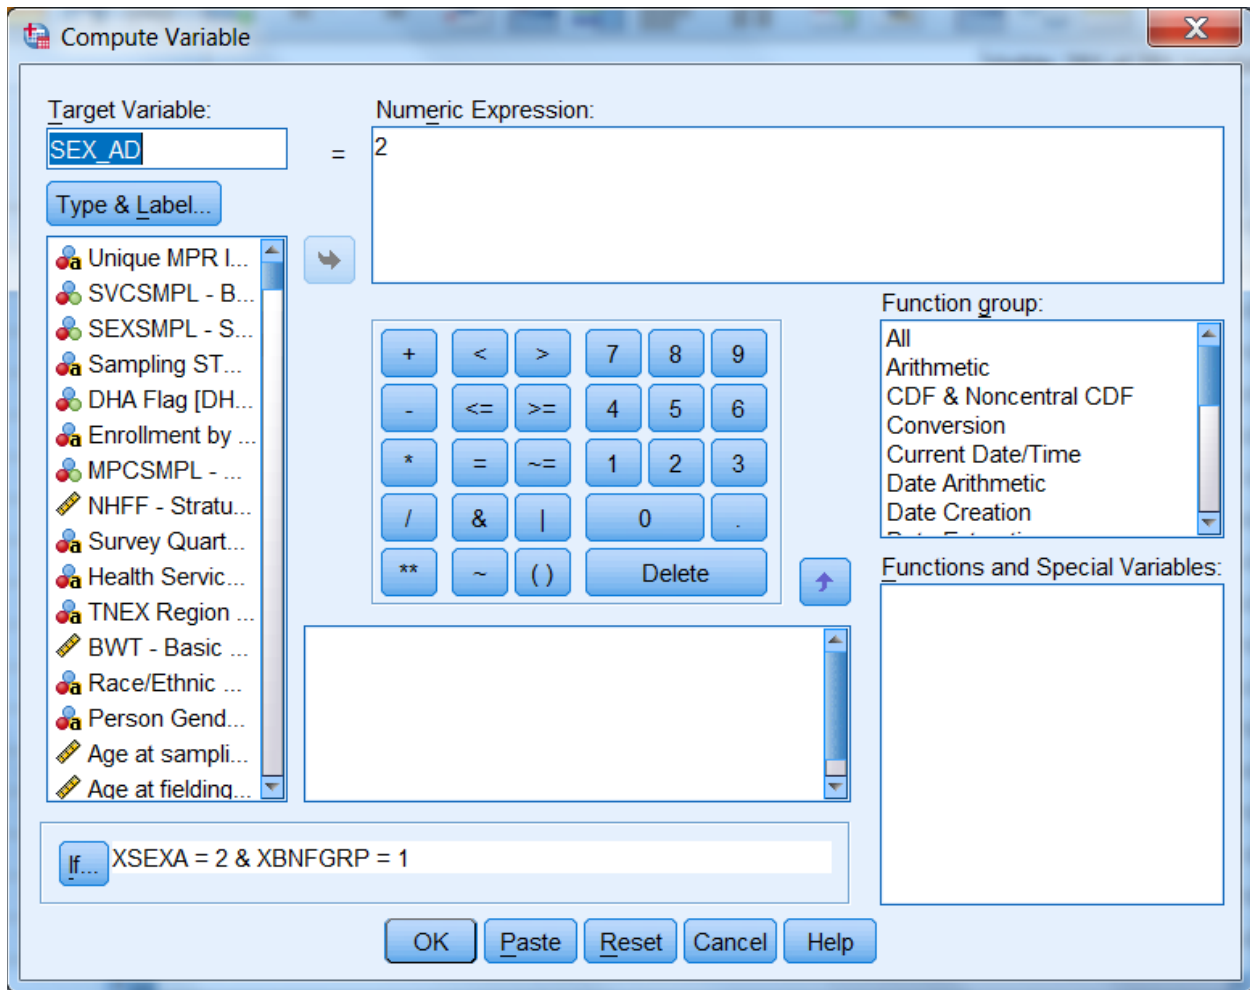 Compute Variable
X
Target Variable:
SEX_AD
=
Numeric Expression:
2
Type & Label...
Unique MPR I...
SVCSMPL - B...
SEXSMPL - S...
Sampling ST...
DHA Flag [DH...
Enrollment by ...
MPCSMPL - ...
NHFF - Stratu...
Survey Quart...
Health Servic...
TNEX Region ...
BWT - Basic ...
Race/Ethnic ...
Person Gend...
Age at sampli...
Age at fielding...
+ < > 7 8 9
- <= >= 4 5 6
* = ~= 1 2 3
/ & | 0 .
** ~ ( ) Delete
Function group:
All
Arithmetic
CDF & Noncentral CDF
Conversion
Current Date/Time
Date Arithmetic
Date Creation
Functions and Special Variables:
If... XSEXA = 2 & XBNFGRP = 1
OK Paste Reset Cancel Help